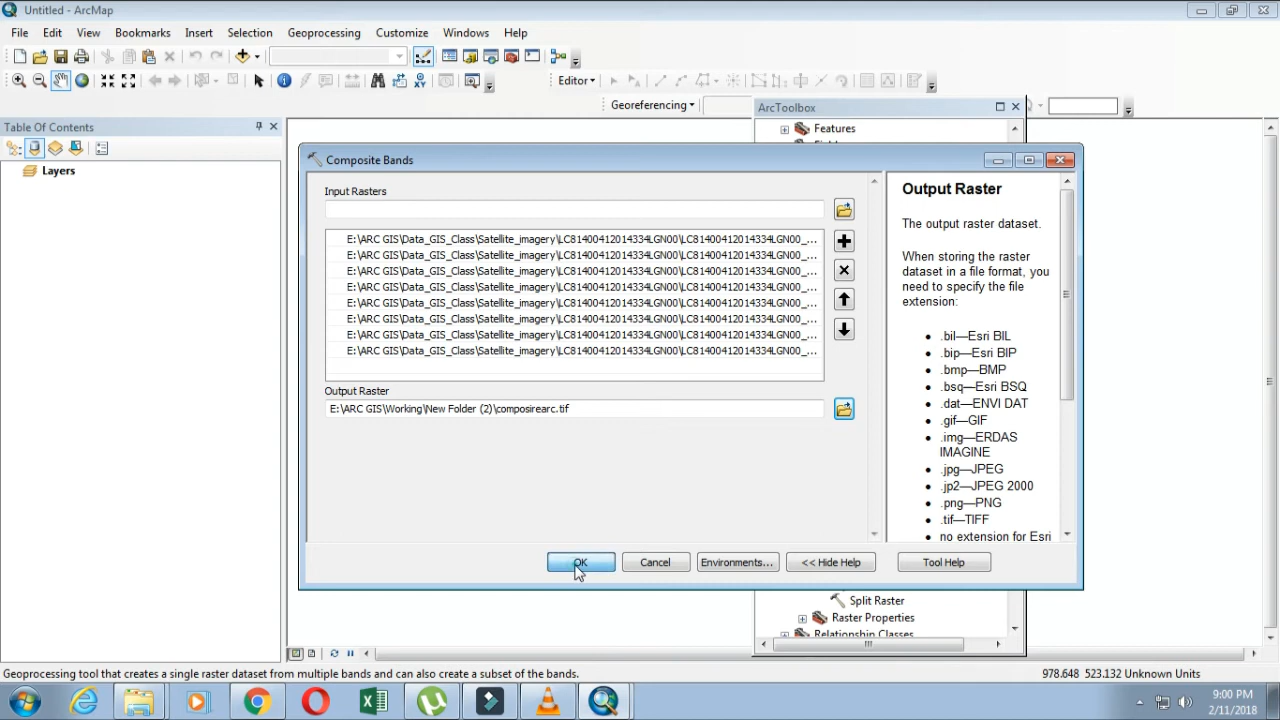 Untitled - ArcMap
File Edit View Bookmarks Insert Selection Geoprocessing Customize Windows Help
Editor
Georeferencing
ArcToolbox
Table Of Contents
Features
Layers
Composite Bands
Input Rasters
E:\ARC GIS\Data_GIS_Class\Satellite_imagery\LC81400412014334LGN00\LC81400412014334LGN00_...
E:\ARC GIS\Data_GIS_Class\Satellite_imagery\LC81400412014334LGN00\LC81400412014334LGN00_...
E:\ARC GIS\Data_GIS_Class\Satellite_imagery\LC81400412014334LGN00\LC81400412014334LGN00_...
E:\ARC GIS\Data_GIS_Class\Satellite_imagery\LC81400412014334LGN00\LC81400412014334LGN00_...
E:\ARC GIS\Data_GIS_Class\Satellite_imagery\LC81400412014334LGN00\LC81400412014334LGN00_...
E:\ARC GIS\Data_GIS_Class\Satellite_imagery\LC81400412014334LGN00\LC81400412014334LGN00_...
E:\ARC GIS\Data_GIS_Class\Satellite_imagery\LC81400412014334LGN00\LC81400412014334LGN00_...
E:\ARC GIS\Data_GIS_Class\Satellite_imagery\LC81400412014334LGN00\LC81400412014334LGN00_...
Output Raster
E:\ARC GIS\Working\New Folder (2)\composirearc.tif
OK Cancel Environments... << Hide Help Tool Help
Output Raster
The output raster dataset.
When storing the raster
dataset in a file format, you
need to specify the file
extension:
.bil—Esri BIL
.bip—Esri BIP
.bmp—BMP
.bsq—Esri BSQ
.dat—ENVI DAT
.gif—GIF
.img—ERDAS
IMAGINE
.jpg—JPEG
.jp2—JPEG 2000
.png—PNG
.tif—TIFF
no extension for Esri
Split Raster
Raster Properties
Relationship Classes
Geoprocessing tool that creates a single raster dataset from multiple bands and can also create a subset of the bands.
978.648 523.132 Unknown Units
9:00 PM
2/11/2018